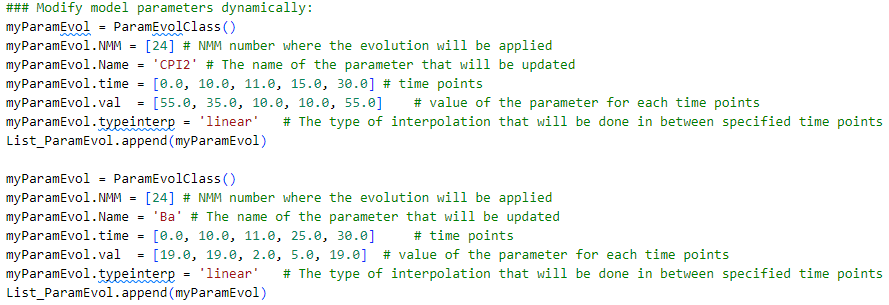 ### Modify model parameters dynamically:
myParamEvol = ParamEvolClass()
myParamEvol.NMM = [24] # NMM number where the evolution will be applied
myParamEvol.Name = 'CPI2' # The name of the parameter that will be updated
myParamEvol.time = [0.0, 10.0, 11.0, 15.0, 30.0] # time points
myParamEvol.val  = [55.0, 35.0, 10.0, 10.0, 55.0]    # value of the parameter for each time points
myParamEvol.typeinterp = 'linear'   # The type of interpolation that will be done in between specified time points
List_ParamEvol.append(myParamEvol)

myParamEvol = ParamEvolClass()
myParamEvol.NMM = [24] # NMM number where the evolution will be applied
myParamEvol.Name = 'Ba' # The name of the parameter that will be updated
myParamEvol.time = [0.0, 10.0, 11.0, 25.0, 30.0]     # time points
myParamEvol.val  = [19.0, 19.0, 2.0, 5.0, 19.0]  # value of the parameter for each time points
myParamEvol.typeinterp = 'linear'   # The type of interpolation that will be done in between specified time points
List_ParamEvol.append(myParamEvol)